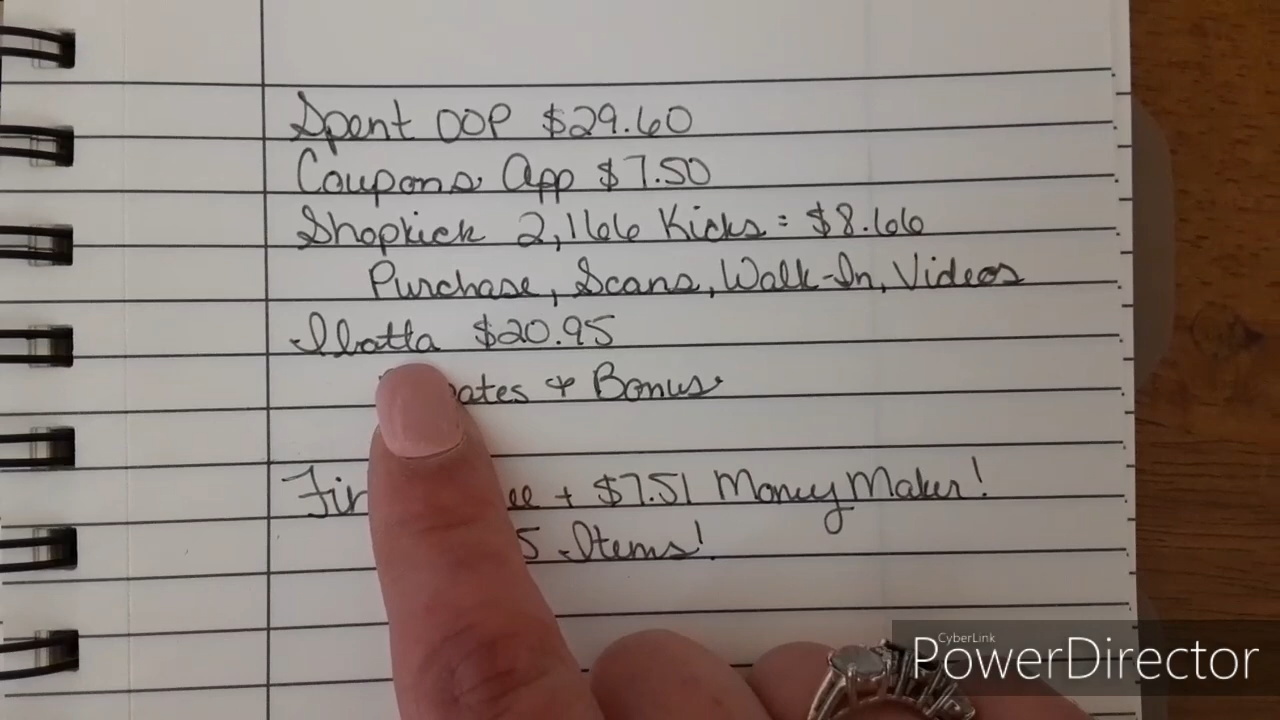 Spent OOP $29.60
Coupons App $7.50
Shopkick 2,166 Kicks = $8.66
Purchase, Scans, Walk-In, Videos
Ibotta $20.95
& Bonus
+ $7.51 Money Maker!
Items!
CyberLink
PowerDirector